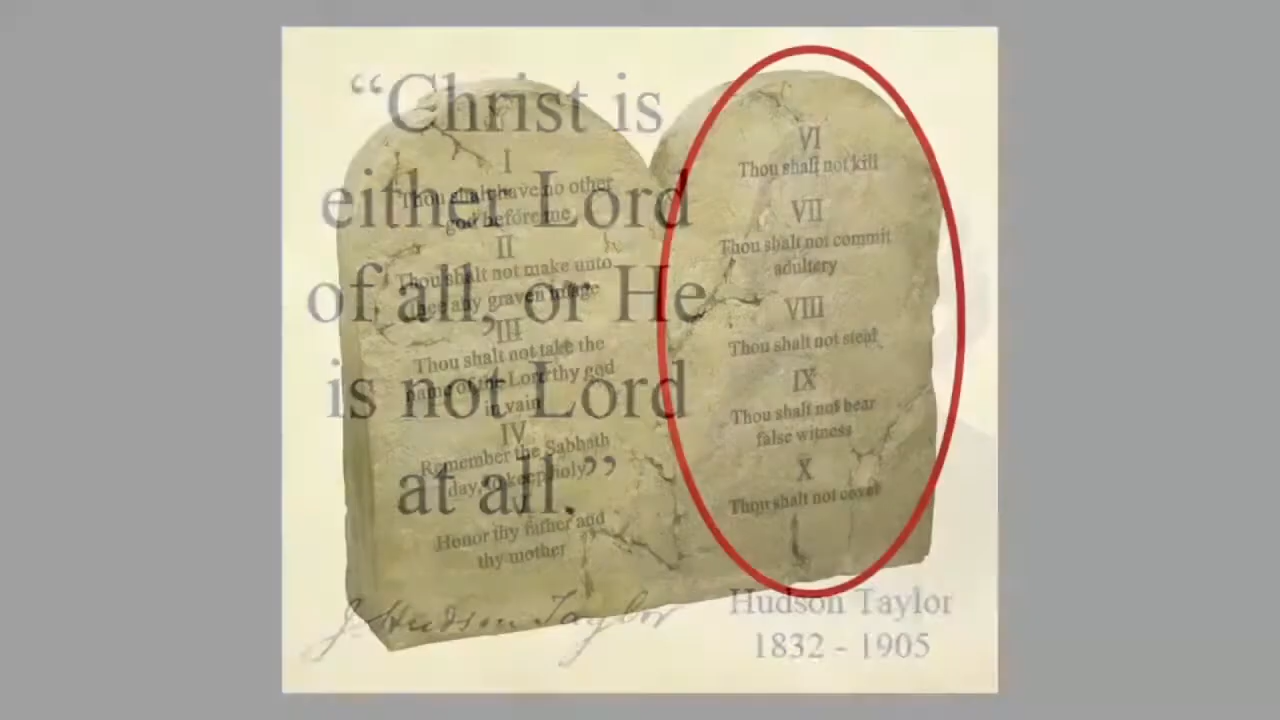 “Christ is
either Lord
of all, or He
is not Lord
at all.”
I
Thou shalt have no other
god before me
II
Thou shalt not make unto
thee any graven image
III
Thou shalt not take the
name of the Lord thy god
in vain
IV
Remember the Sabbath
day, to keep holy
V
Honor thy father and
thy mother
VI
Thou shalt not kill
VII
Thou shalt not commit
adultery
VIII
Thou shalt not steal
IX
Thou shalt not bear
false witness
X
Thou shalt not covet
J. Hudson Taylor
Hudson Taylor
1832 - 1905